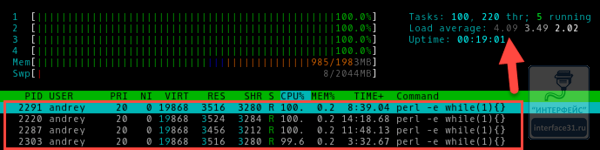 1 [100.0%] Tasks: 100, 220 thr; 5 running
2 [100.0%] Load average: 4.09 3.49 2.02
3 [100.0%] Uptime: 00:19:01
4 [100.0%]
Mem[985/1983MB]
Swp[8/2044MB]
PID USER PRI NI VIRT RES SHR S CPU% MEM% TIME+ Command
2291 andrey 20 0 19868 3516 3280 R 100. 0.2 8:39.04 perl -e while(1){}
2220 andrey 20 0 19868 3524 3284 R 100. 0.2 14:18.68 perl -e while(1){}
2287 andrey 20 0 19868 3456 3212 R 100. 0.2 11:48.13 perl -e while(1){}
2303 andrey 20 0 19868 3516 3280 R 99.6 0.2 3:32.67 perl -e while(1){}
"ИНТЕРФЕЙС"
interface31.ru